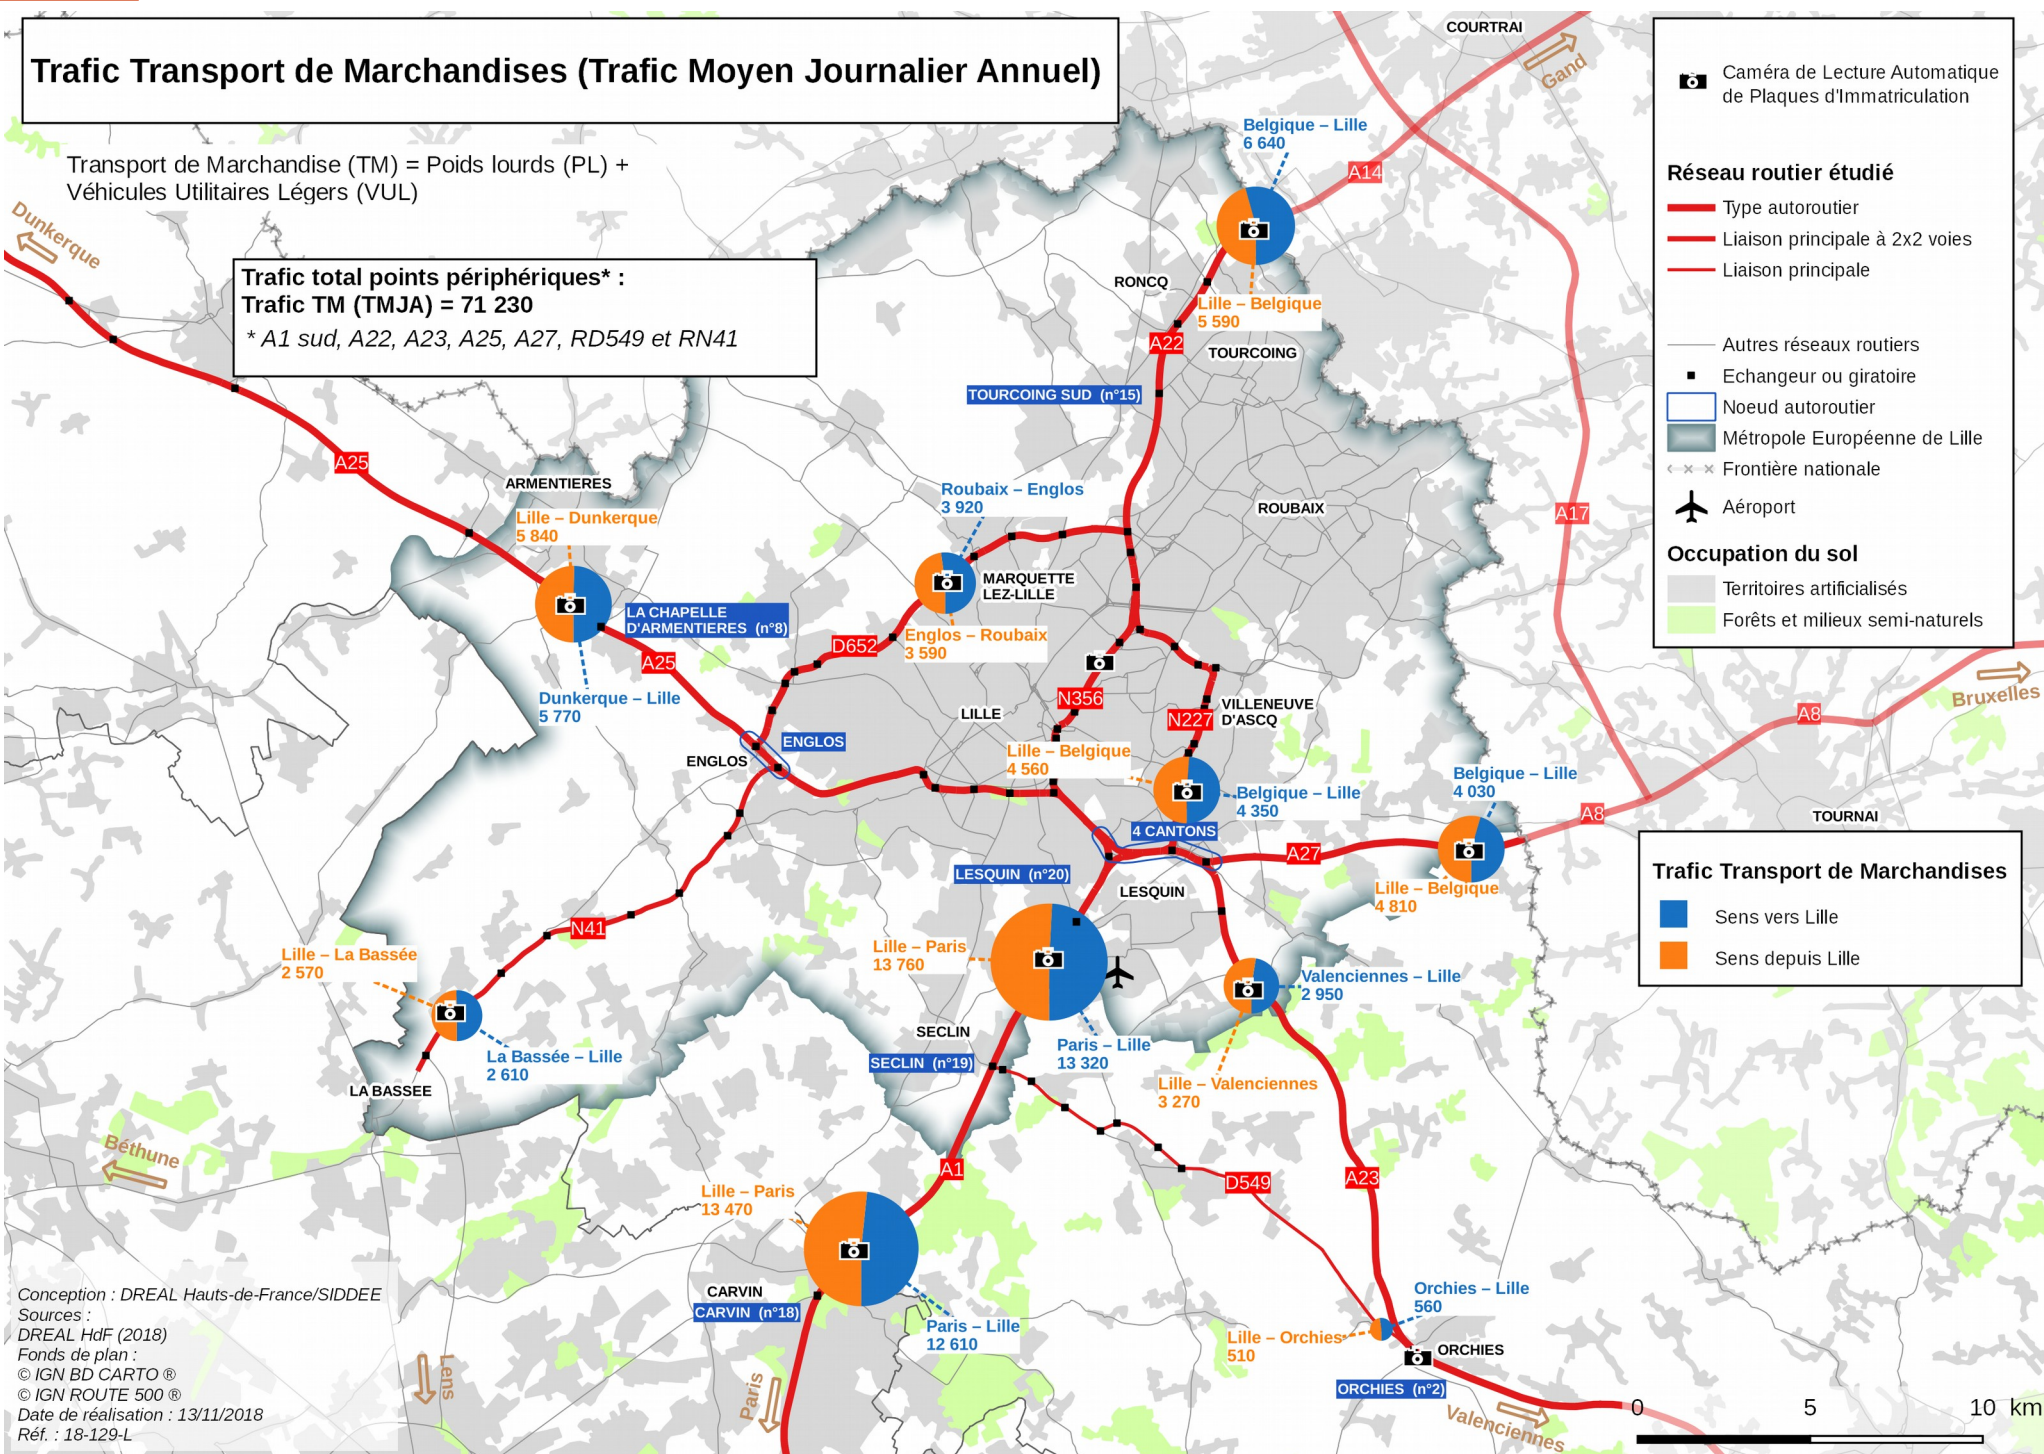 Trafic Transport de Marchandises (Trafic Moyen Journalier Annuel)
Transport de Marchandise (TM) = Poids lourds (PL) +
Véhicules Utilitaires Légers (VUL)
Trafic total points périphériques* :
Trafic TM (TMJA) = 71 230
* A1 sud, A22, A23, A25, A27, RD549 et RN41
Dunkerque
COURTRAI
Gand
A14
Belgique – Lille
6 640
RONCQ
Lille – Belgique
5 590
A22
TOURCOING
TOURCOING SUD (n°15)
A25
ARMENTIERES
Lille – Dunkerque
5 840
Roubaix – Englos
3 920
ROUBAIX
A17
MARQUETTE
LEZ-LILLE
LA CHAPELLE
D'ARMENTIERES (n°8)
Englos – Roubaix
3 590
D652
A25
Dunkerque – Lille
5 770
N356
LILLE
N227
VILLENEUVE
D'ASCQ
ENGLOS
ENGLOS
Lille – Belgique
4 560
Belgique – Lille
4 350
4 CANTONS
Belgique – Lille
4 030
A8
A8
Bruxelles
TOURNAI
A27
LESQUIN (n°20)
LESQUIN
Lille – Belgique
4 810
N41
Lille – La Bassée
2 570
Lille – Paris
13 760
Valenciennes – Lille
2 950
SECLIN
SECLIN (n°19)
Paris – Lille
13 320
La Bassée – Lille
2 610
LA BASSEE
Lille – Valenciennes
3 270
Béthune
A1
D549
A23
Lille – Paris
13 470
CARVIN
CARVIN (n°18)
Paris – Lille
12 610
Orchies – Lille
560
Lille – Orchies
510
ORCHIES
ORCHIES (n°2)
Lens
Paris
Valenciennes
Caméra de Lecture Automatique
de Plaques d'Immatriculation
Réseau routier étudié
Type autoroutier
Liaison principale à 2x2 voies
Liaison principale
Autres réseaux routiers
Echangeur ou giratoire
Noeud autoroutier
Métropole Européenne de Lille
Frontière nationale
Aéroport
Occupation du sol
Territoires artificialisés
Forêts et milieux semi-naturels
Trafic Transport de Marchandises
Sens vers Lille
Sens depuis Lille
Conception : DREAL Hauts-de-France/SIDDEE
Sources :
DREAL HdF (2018)
Fonds de plan :
© IGN BD CARTO ®
© IGN ROUTE 500 ®
Date de réalisation : 13/11/2018
Réf. : 18-129-L
0 5 10 km